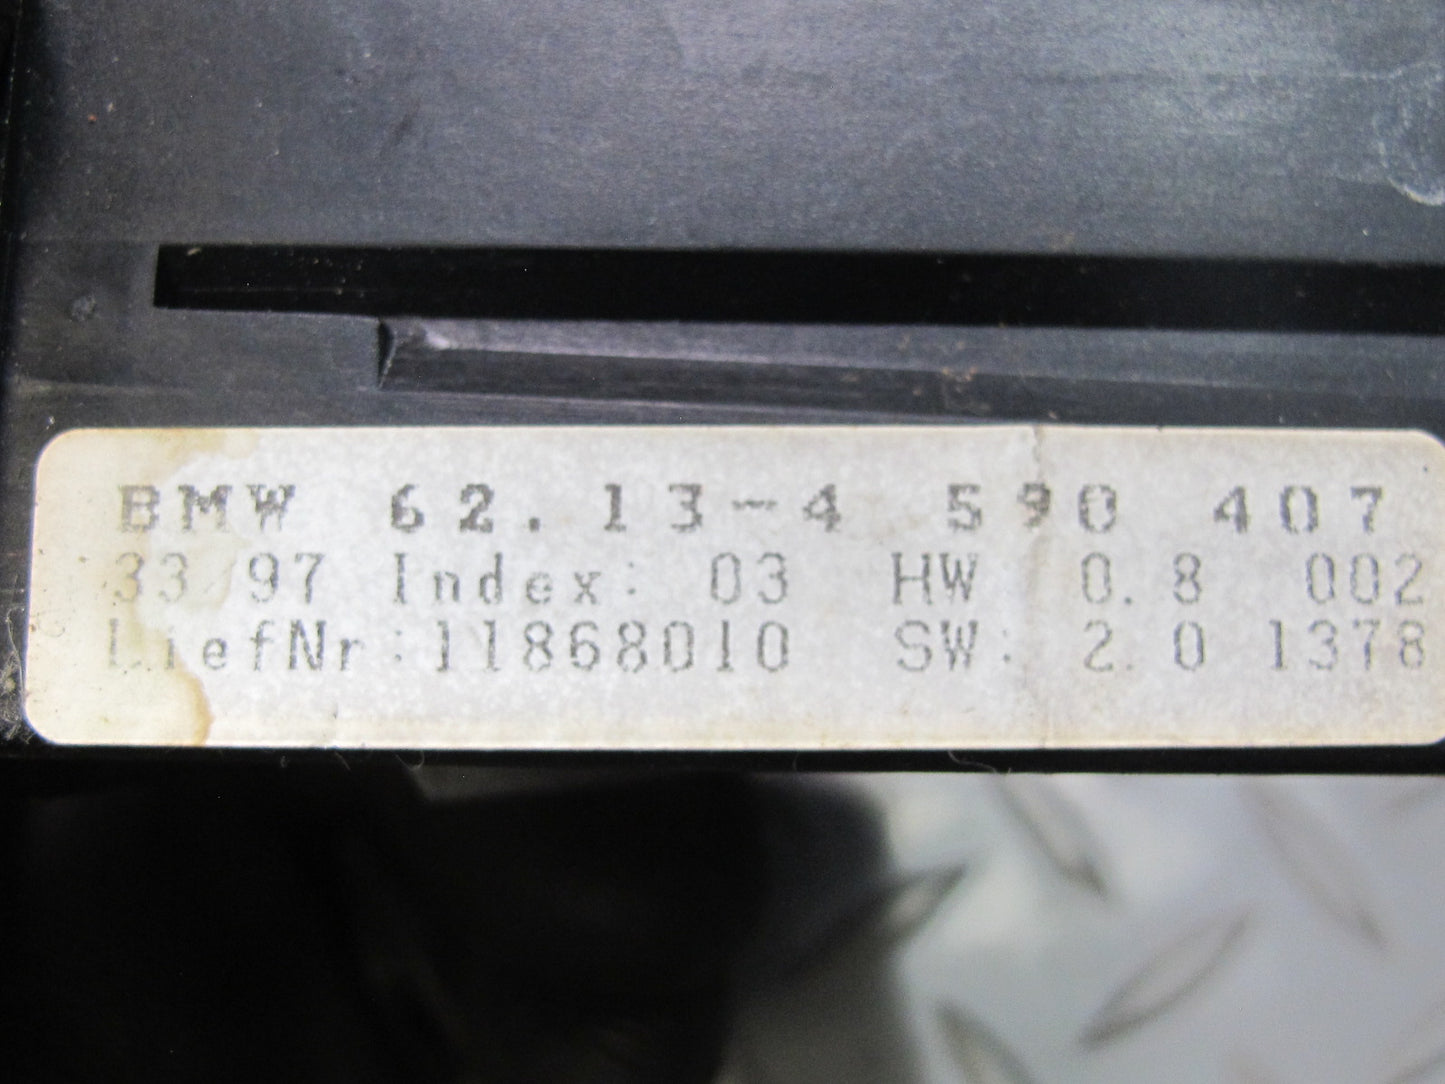 BMW 62.13-4 590 407
33/97 Index: 03 HW 0.8 002
LiefNr:11868010 SW: 2.0 1378